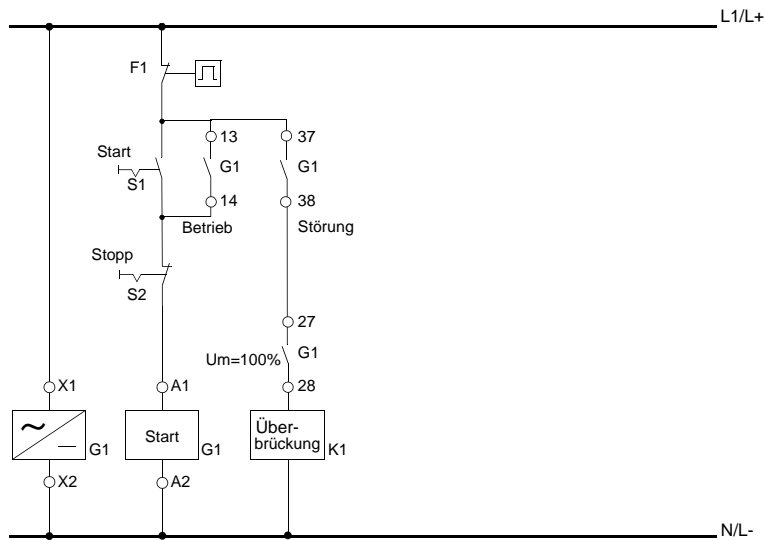 L1/L+
F1
13
37
Start
G1
G1
S1
14
38
Betrieb
Störung
Stopp
S2
27
Um=100%
G1
X1
A1
28
~
Start
Über-
brückung
G1
G1
K1
X2
A2
N/L-